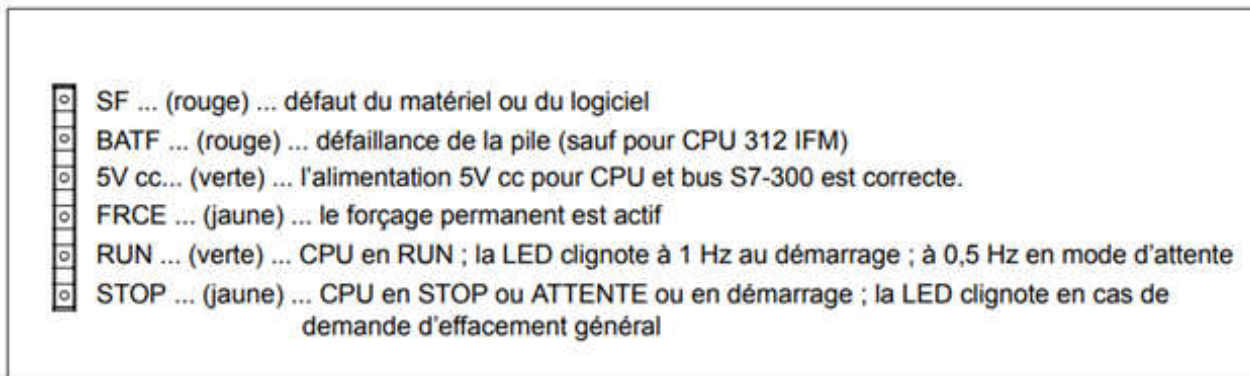 SF ... (rouge) ... défaut du matériel ou du logiciel
BATF ... (rouge) ... défaillance de la pile (sauf pour CPU 312 IFM)
5V cc... (verte) ... l'alimentation 5V cc pour CPU et bus S7-300 est correcte.
FRCE ... (jaune) ... le forçage permanent est actif
RUN ... (verte) ... CPU en RUN ; la LED clignote à 1 Hz au démarrage ; à 0,5 Hz en mode d'attente
STOP ... (jaune) ... CPU en STOP ou ATTENTE ou en démarrage ; la LED clignote en cas de
demande d'effacement général